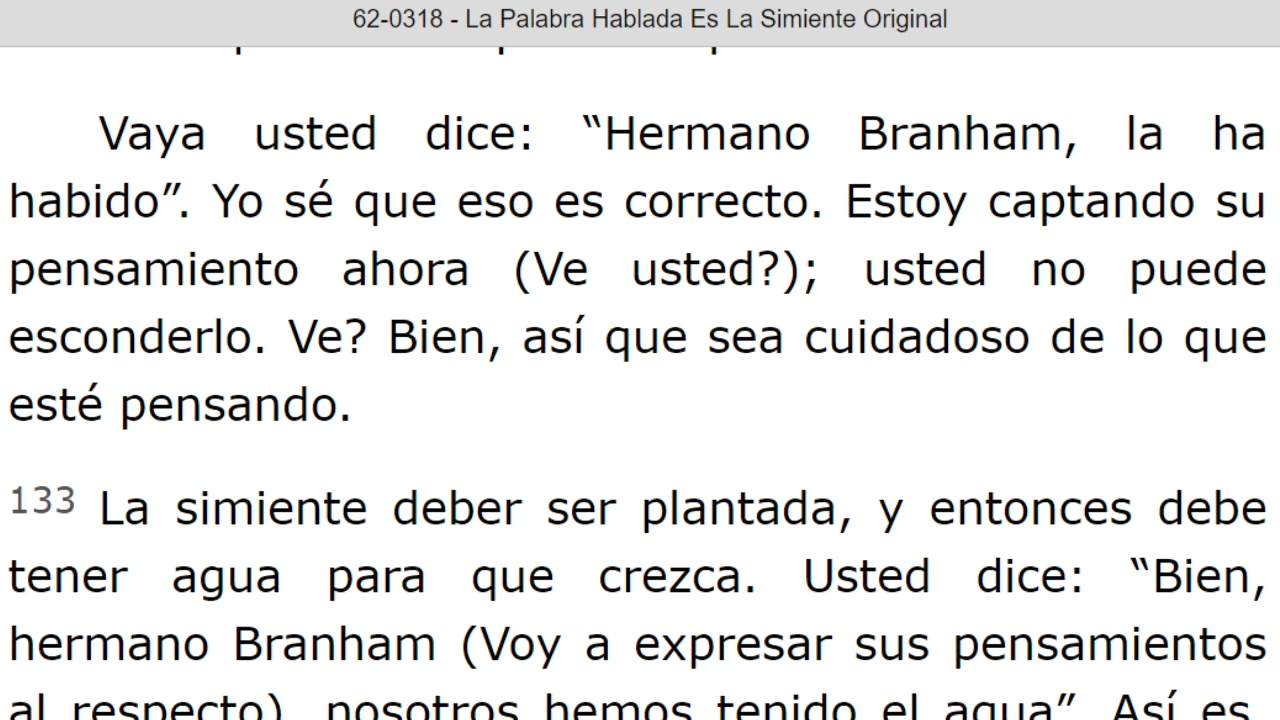 62-0318 - La Palabra Hablada Es La Simiente Original
Vaya usted dice: “Hermano Branham, la ha
habido”. Yo sé que eso es correcto. Estoy captando su
pensamiento ahora (Ve usted?); usted no puede
esconderlo. Ve? Bien, así que sea cuidadoso de lo que
esté pensando.
133 La simiente deber ser plantada, y entonces debe
tener agua para que crezca. Usted dice: “Bien,
hermano Branham (Voy a expresar sus pensamientos
al respecto), nosotros hemos tenido el agua”. Así es.